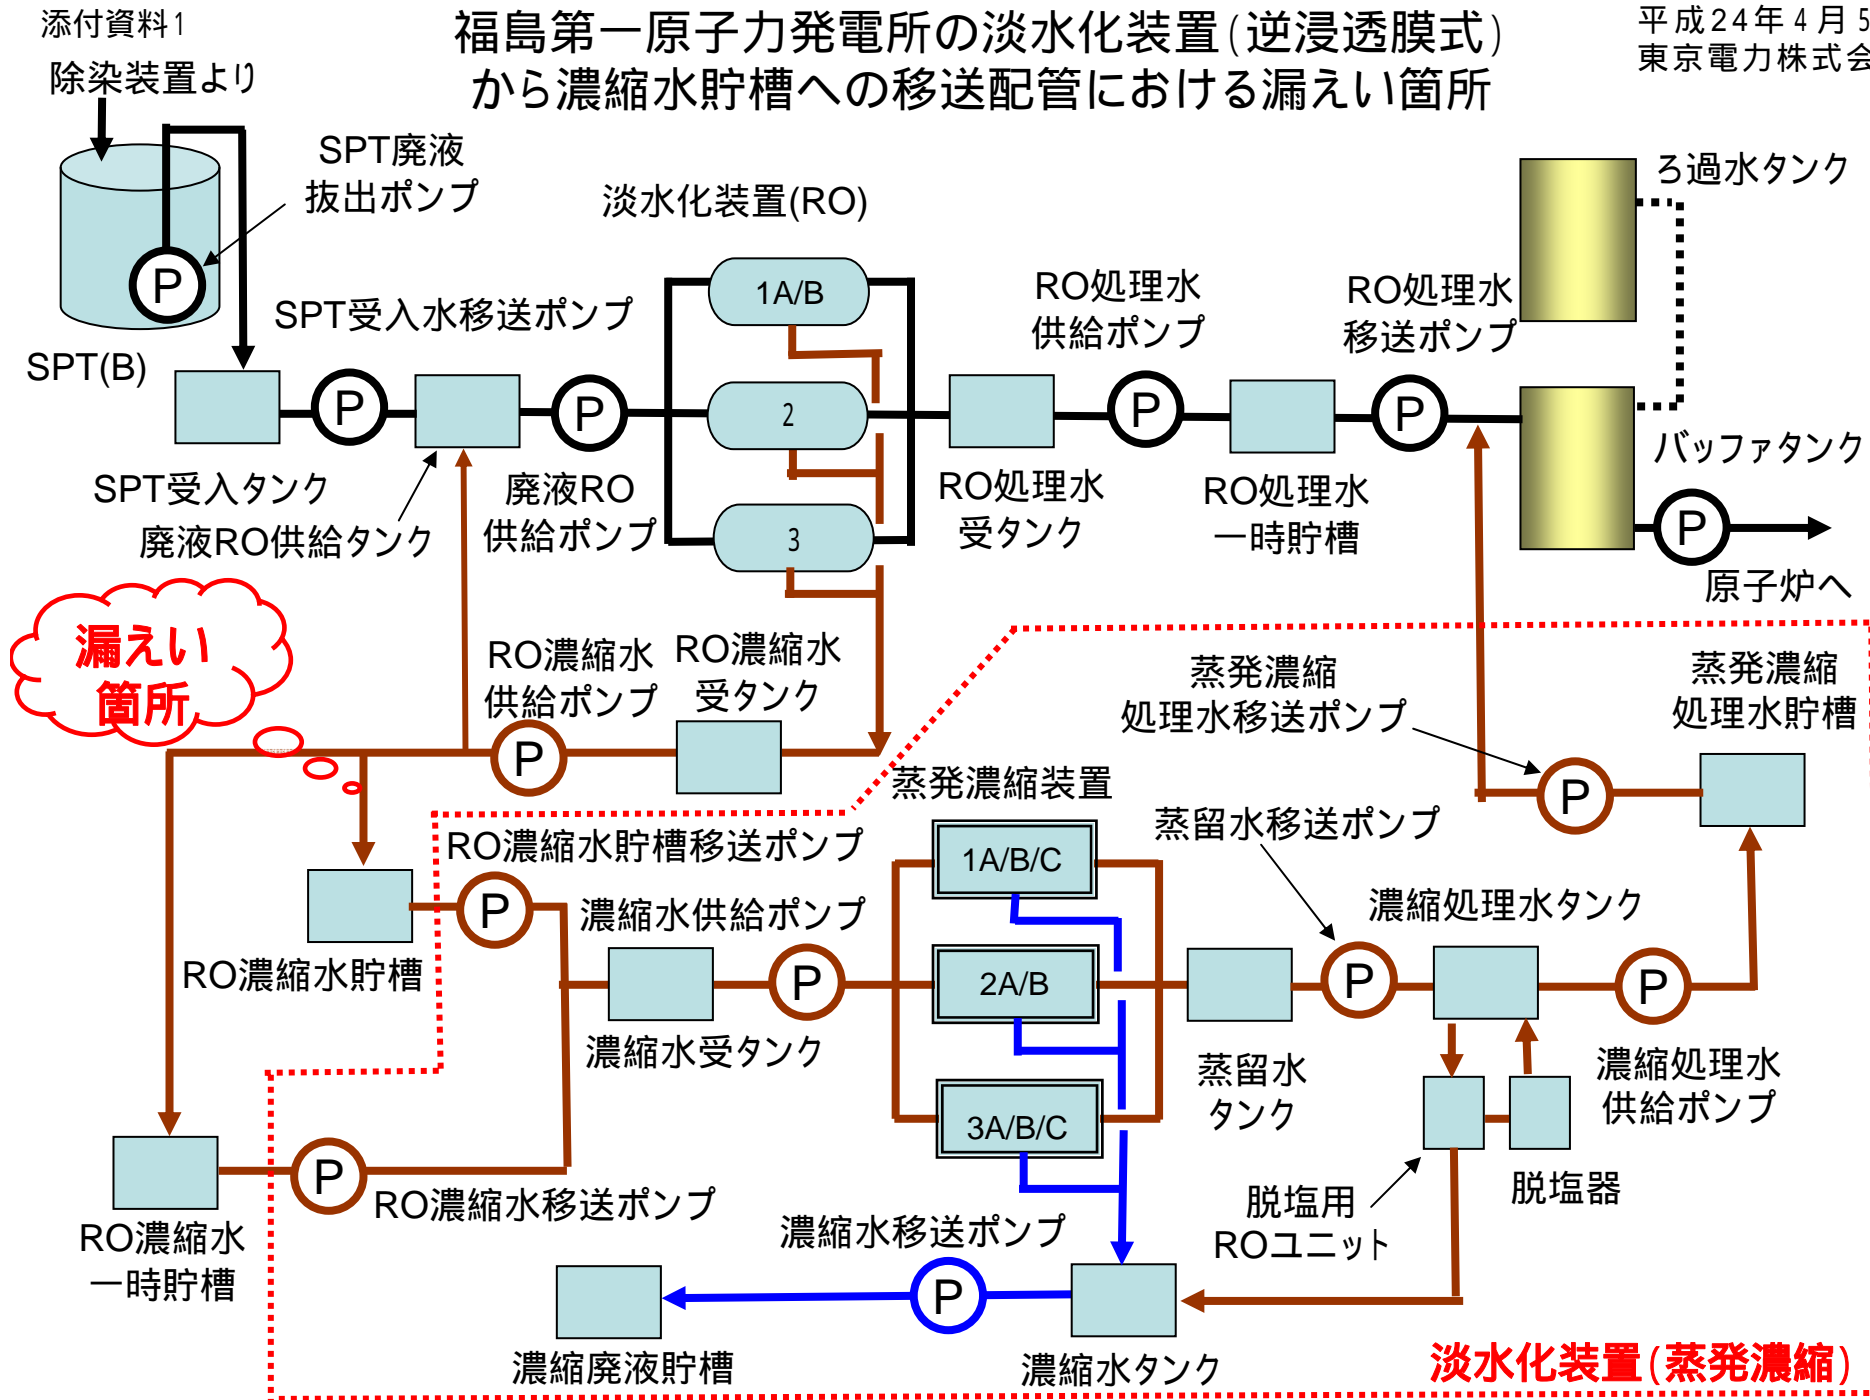 添付資料1
福島第一原子力発電所の淡水化装置(逆浸透膜式)
から濃縮水貯槽への移送配管における漏えい箇所
平成24年4月5
東京電力株式会
除染装置より
SPT廃液
抜出ポンプ
P
SPT(B)
淡水化装置(RO)
ろ過水タンク
SPT受入水移送ポンプ
1A/B
RO処理水
供給ポンプ
RO処理水
移送ポンプ
P
P
2
P
P
SPT受入タンク
廃液RO供給タンク
廃液RO
供給ポンプ
3
RO処理水
受タンク
RO処理水
一時貯槽
バッファタンク
P
原子炉へ
漏えい
箇所
RO濃縮水
供給ポンプ
RO濃縮水
受タンク
P
蒸発濃縮
処理水移送ポンプ
蒸発濃縮
処理水貯槽
P
蒸発濃縮装置
RO濃縮水貯槽移送ポンプ
P
RO濃縮水貯槽
濃縮水供給ポンプ
P
濃縮水受タンク
1A/B/C
2A/B
3A/B/C
蒸留水移送ポンプ
P
濃縮処理水タンク
P
蒸留水
タンク
濃縮処理水
供給ポンプ
脱塩用
ROユニット
脱塩器
P
RO濃縮水移送ポンプ
RO濃縮水
一時貯槽
濃縮水移送ポンプ
P
濃縮廃液貯槽
濃縮水タンク
淡水化装置(蒸発濃縮)